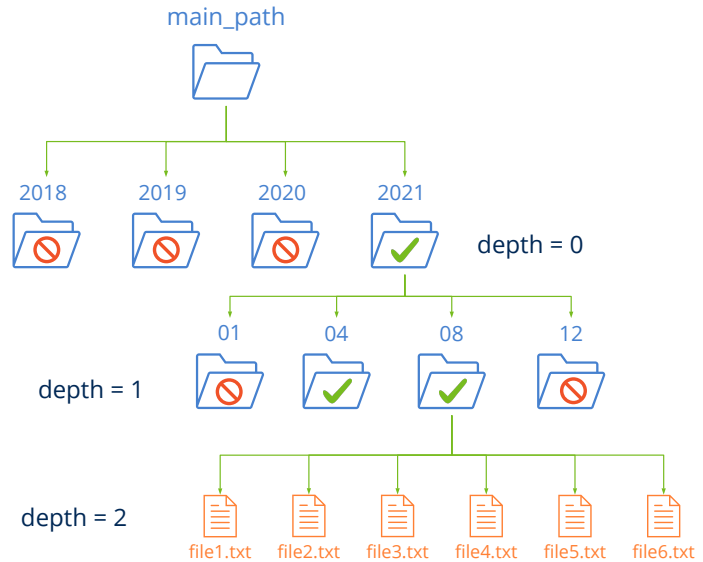 main_path
2018 2019 2020 2021
depth = 0
01 04 08 12
depth = 1
depth = 2
file1.txt file2.txt file3.txt file4.txt file5.txt file6.txt